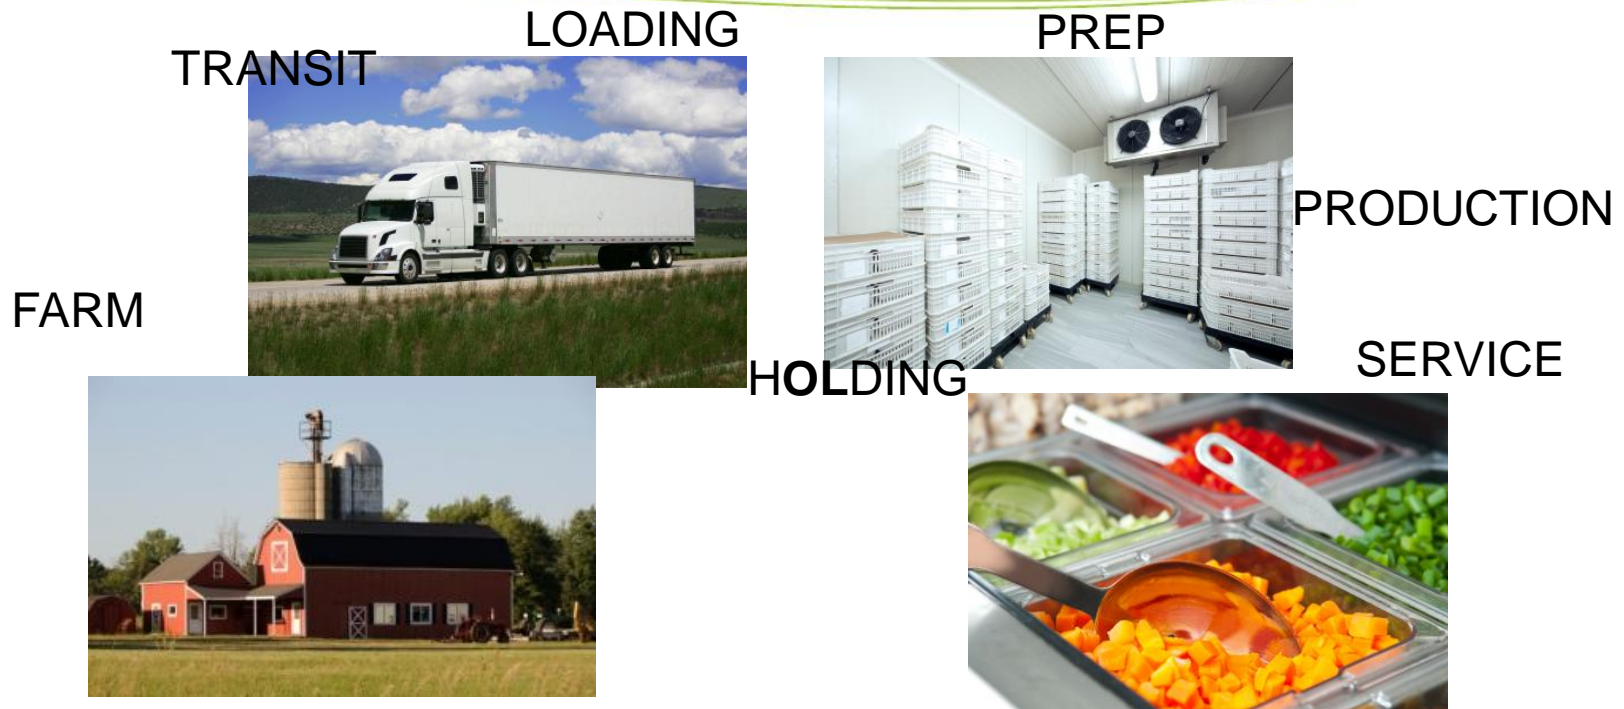 LOADING
PREP
TRANSIT
PRODUCTION
FARM
SERVICE
HOLDING